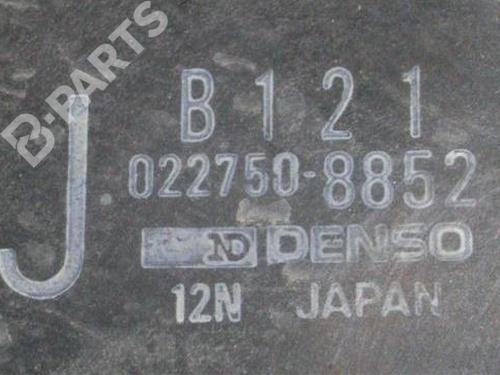 B-PARTS
J
B121
022750-8852
ND DENSO
12N JAPAN